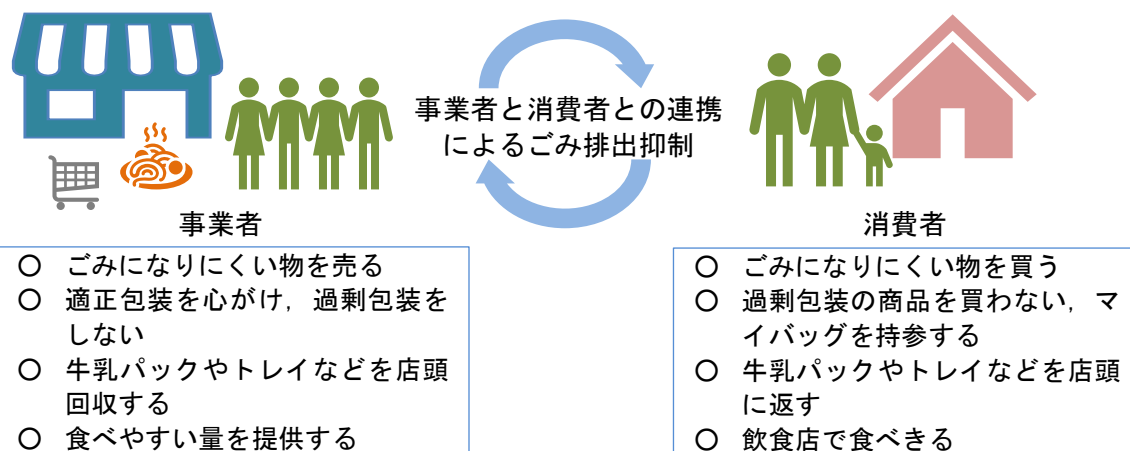 事業者と消費者との連携
によるごみ排出抑制
事業者
○ ごみになりにくい物を売る
○ 適正包装を心がけ，過剰包装を
しない
○ 牛乳パックやトレイなどを店頭
回収する
○ 食べやすい量を提供する
消費者
○ ごみになりにくい物を買う
○ 過剰包装の商品を買わない，マ
イバッグを持参する
○ 牛乳パックやトレイなどを店頭
に返す
○ 飲食店で食べきる